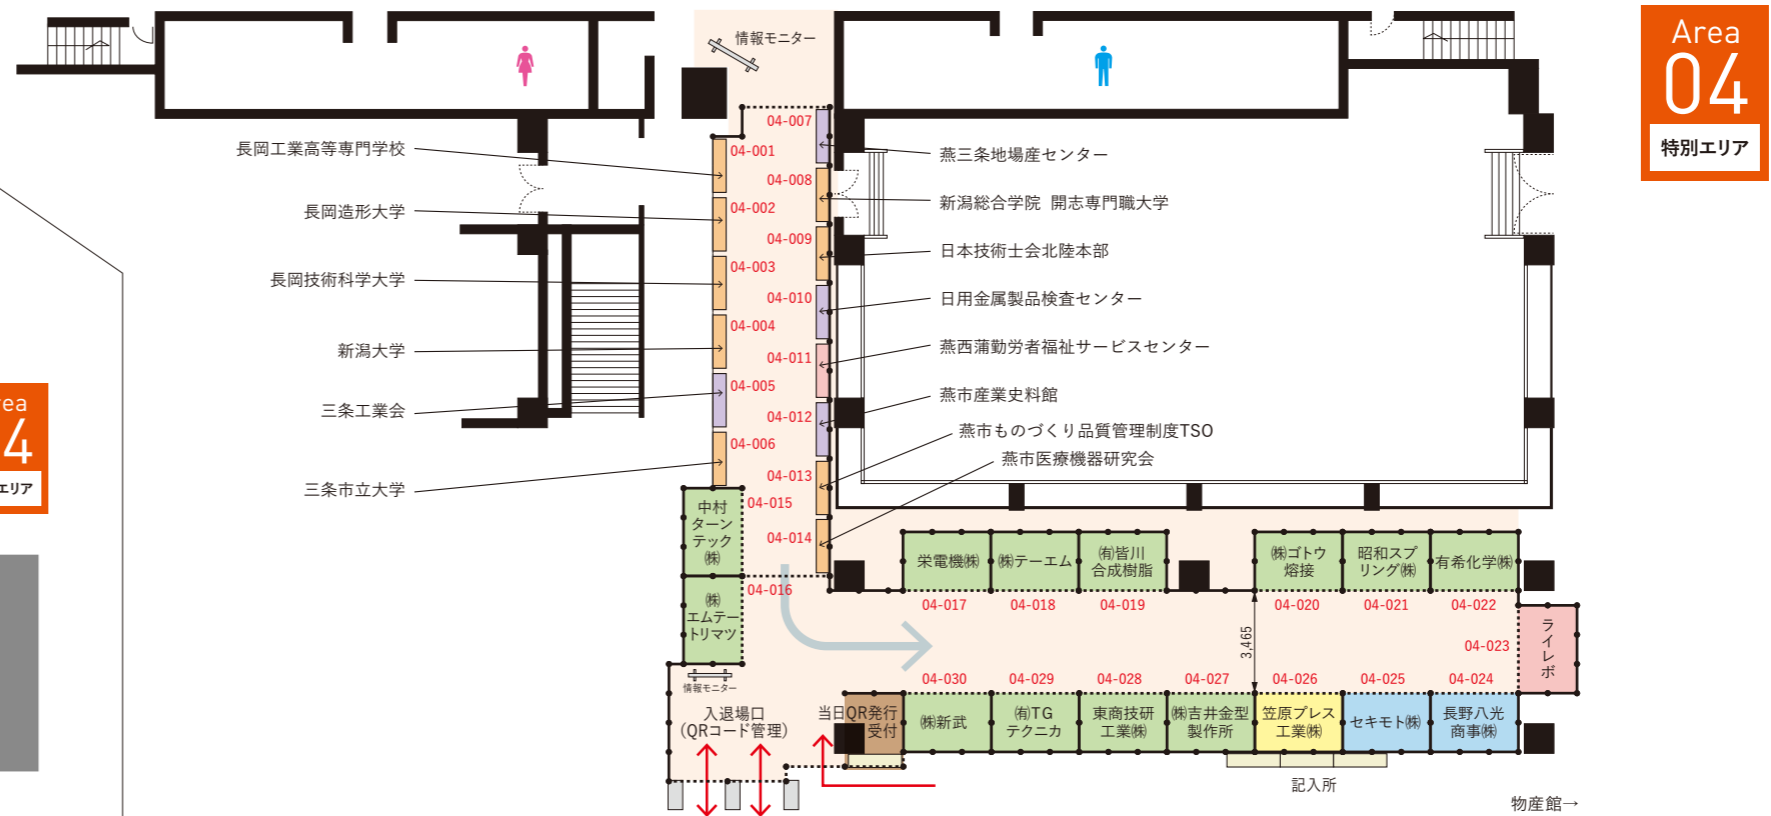 情報モニター
Area
04
特別エリア
長岡工業高等専門学校
長岡造形大学
長岡技術科学大学
新潟大学
三条工業会
三条市立大学
04-001
04-002
04-003
04-004
04-005
04-006
04-007
04-008
04-009
04-010
04-011
04-012
04-013
04-014
04-015
04-016
燕三条地場産センター
新潟総合学院 開志専門職大学
日本技術士会北陸本部
日用金属製品検査センター
燕西蒲勤労者福祉サービスセンター
燕市産業史料館
燕市ものづくり品質管理制度TSO
燕市医療機器研究会
ea
4
エリア
中村
ターン
テック
㈱
㈱
エムテー
トリマツ
情報モニター
入退場口
(QRコード管理)
当日QR発行
受付
栄電機㈱
㈱テーエム
㈲皆川
合成樹脂
㈱ゴトウ
熔接
昭和スプ
リング㈱
有希化学㈱
04-017
04-018
04-019
04-020
04-021
04-022
3,465
04-023
ライレボ
04-030
04-029
04-028
04-027
04-026
04-025
04-024
㈱新武
㈲TG
テクニカ
東商技研
工業㈱
㈱吉井金型
製作所
笠原プレス
工業㈱
セキモト㈱
長野八光
商事㈱
記入所
物産館→